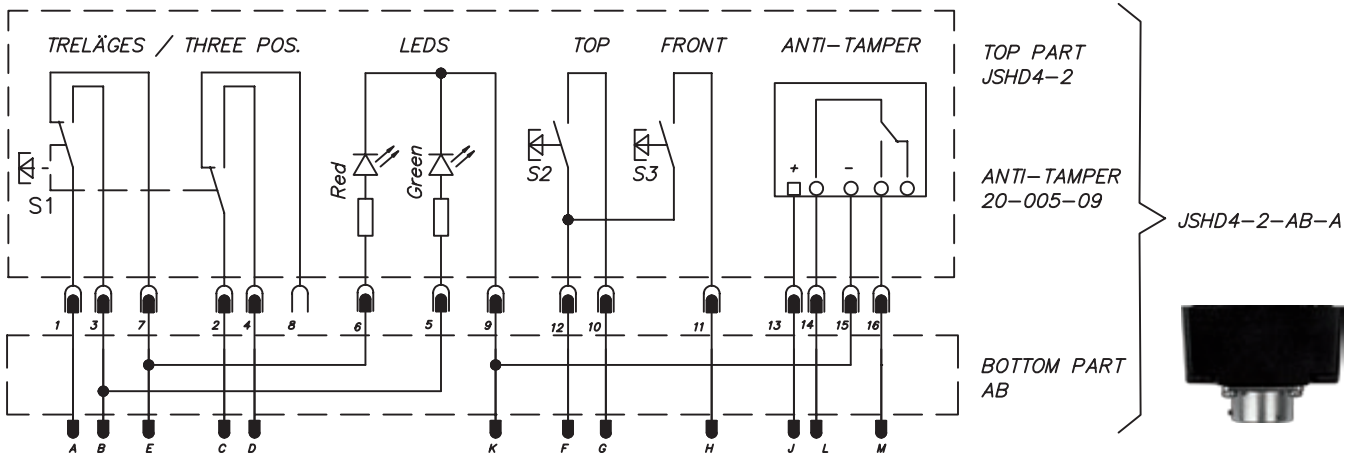 TRELÄGES / THREE POS. LEDS TOP FRONT ANTI-TAMPER
TOP PART
JSHD4-2
Red
Green
S1
S2
S3
+ -
ANTI-TAMPER
20-005-09
JSHD4-2-AB-A
1 3 7 2 4 8 6 5 9 12 10 11 13 14 15 16
BOTTOM PART
AB
A B E C D K F G H J L M